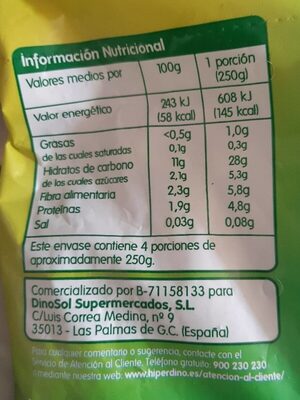 Información Nutricional
Valores medios por 100g 1 porción (250g)
Valor energético 243 kJ (58 kcal) 608 kJ (145 kcal)
Grasas <0,5g 1,0g
de las cuales saturadas 0,1g 0,3g
Hidratos de carbono 11g 28g
de los cuales azúcares 2,1g 5,3g
Fibra alimentaria 2,3g 5,8g
Proteínas 1,9g 4,8g
Sal 0,03g 0,08g
Este envase contiene 4 porciones de
aproximadamente 250g.
Comercializado por B-71158133 para
DinoSol Supermercados, S.L.
C/Luis Correa Medina, nº 9
35013 - Las Palmas de G.C. (España)
Para cualquier comentario o sugerencia, contacte con el
Servicio de Atención al Cliente. Teléfono gratuito: 900 230 230
o mediante nuestra web: www.hiperdino.es/atencion-al-cliente/